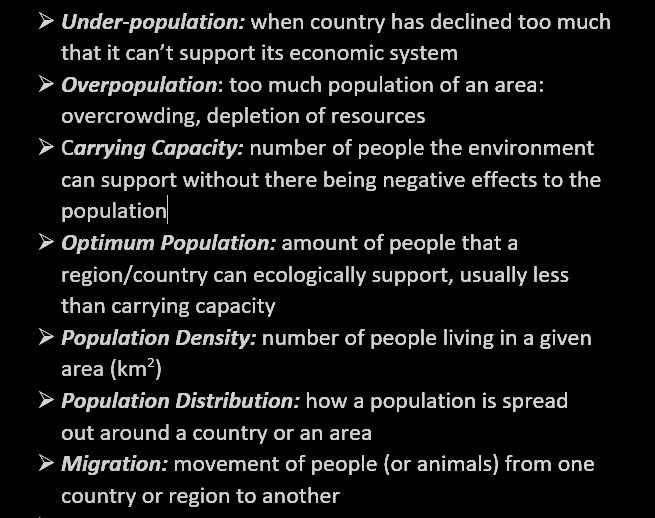 ➢ Under-population: when country has declined too much
that it can’t support its economic system
➢ Overpopulation: too much population of an area:
overcrowding, depletion of resources
➢ Carrying Capacity: number of people the environment
can support without there being negative effects to the
population
➢ Optimum Population: amount of people that a
region/country can ecologically support, usually less
than carrying capacity
➢ Population Density: number of people living in a given
area (km²)
➢ Population Distribution: how a population is spread
out around a country or an area
➢ Migration: movement of people (or animals) from one
country or region to another